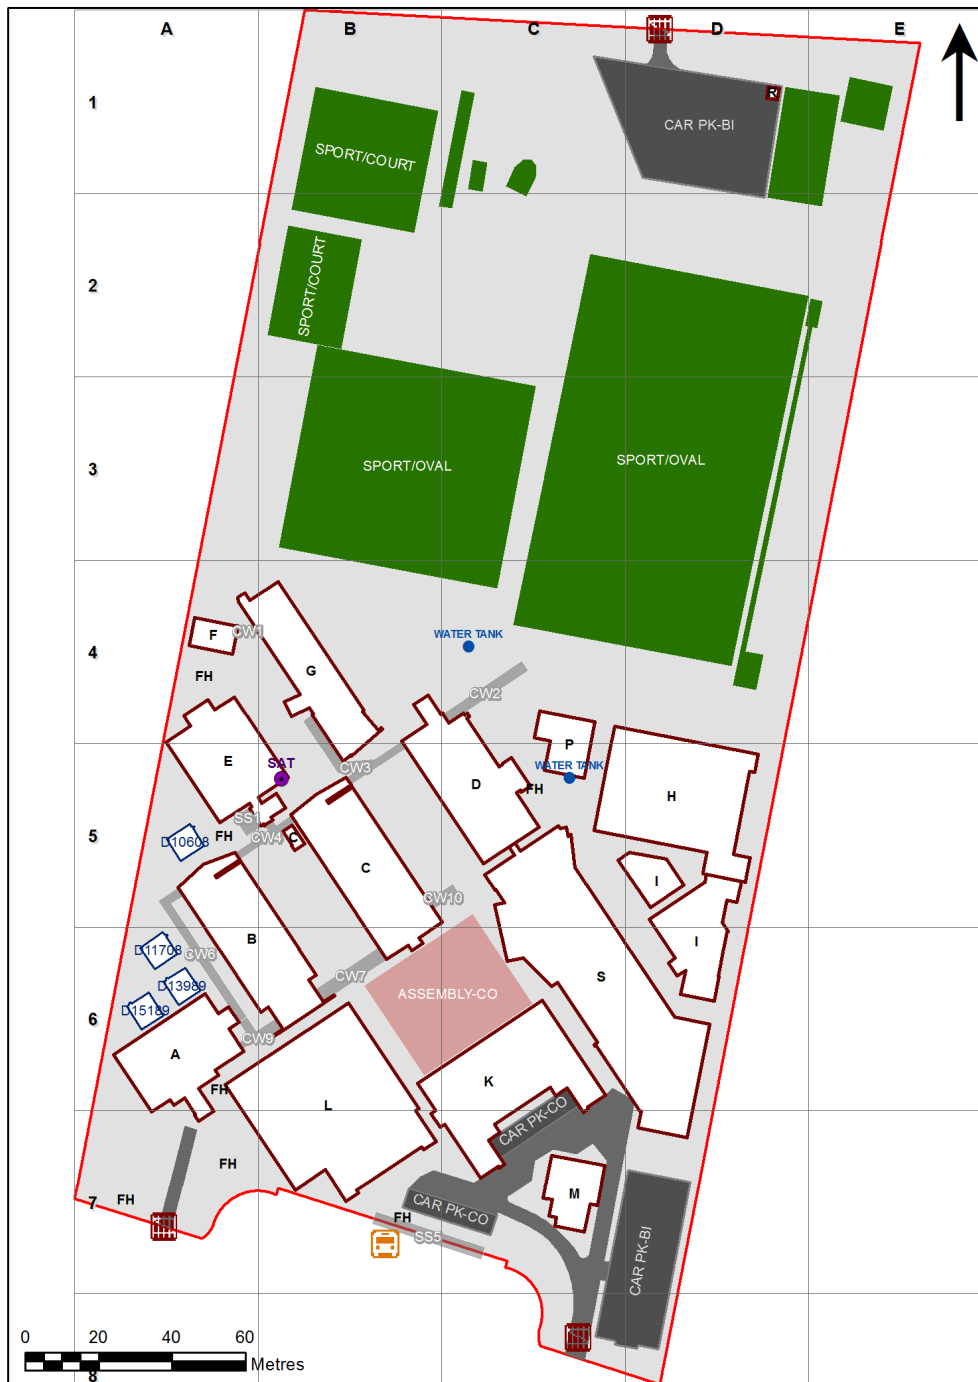 A B C D E
1
R
CAR PK-BI
SPORT/COURT
2
SPORT/COURT
3
SPORT/OVAL
SPORT/OVAL
4
F
CW1
WATER TANK
G
FH
CW2
P
E
SAT
CW3
WATER TANK
D
FH
H
SS1
5
D10608
FH
CW4
C
C
I
CW10
B
I
D11708
CW6
CW7
S
D13989
ASSEMBLY-CO
D15189
6
CW9
A
K
FH
L
CAR PK-CO
FH
M
FH
7
CAR PK-CO
FH
SS5
CAR PK-BI
0 20 40 60
Metres
8